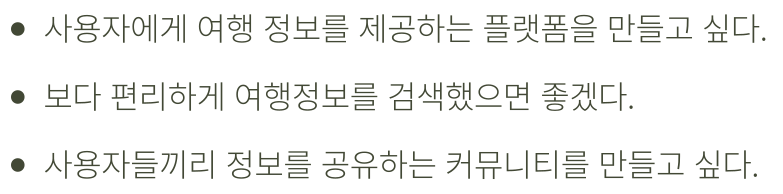 ● 사용자에게 여행 정보를 제공하는 플랫폼을 만들고 싶다.
● 보다 편리하게 여행정보를 검색했으면 좋겠다.
● 사용자들끼리 정보를 공유하는 커뮤니티를 만들고 싶다.